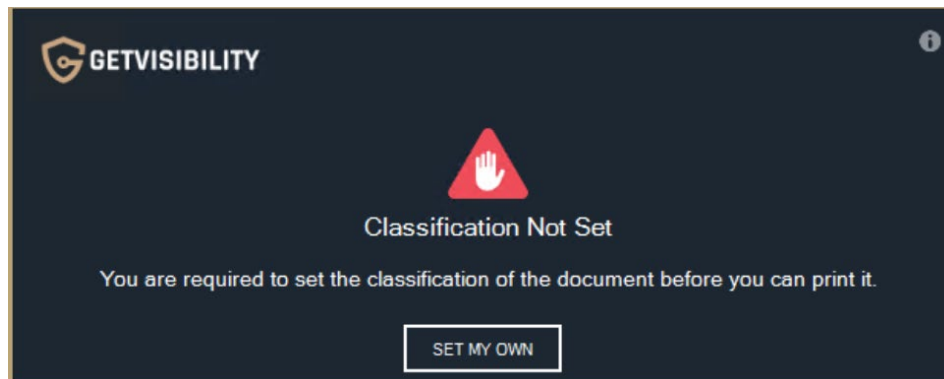 GETVISIBILITY
Classification Not Set
You are required to set the classification of the document before you can print it.
SET MY OWN